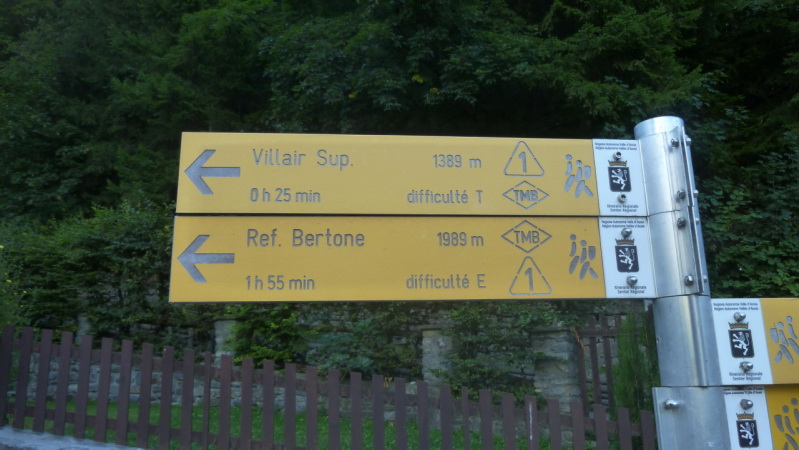 Villair Sup. 1389 m 1
0 h 25 min difficulté T TMB
Ref. Bertone 1989 m TMB
1 h 55 min difficulté E 1